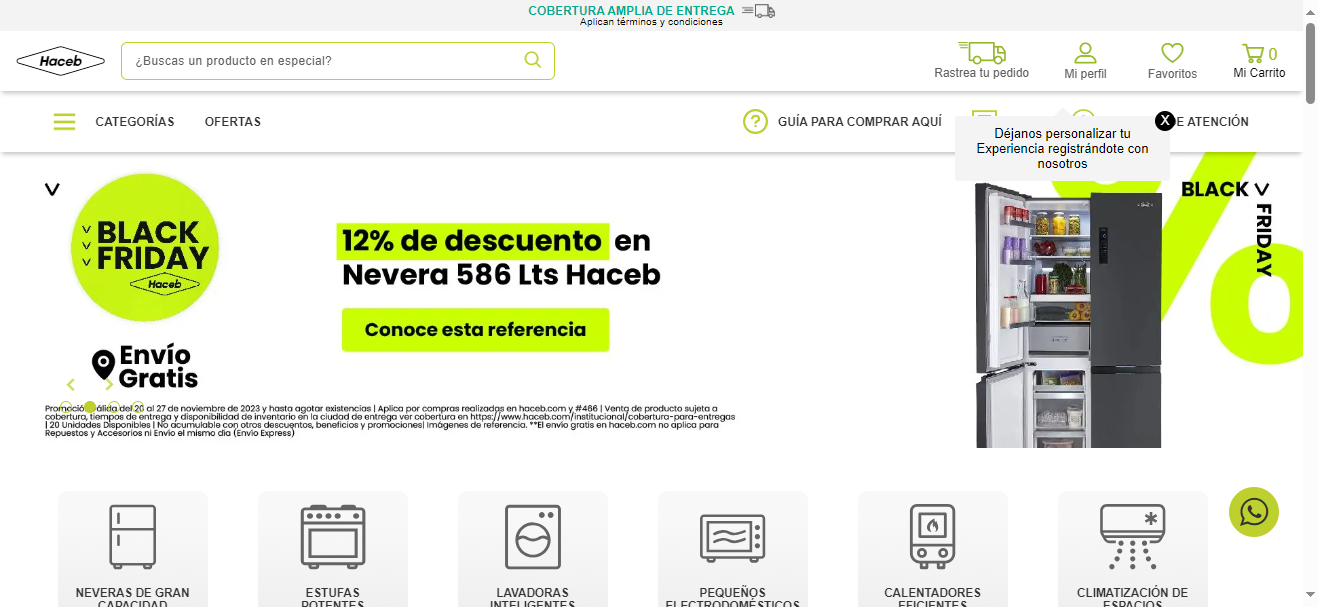 COBERTURA AMPLIA DE ENTREGA
Aplican términos y condiciones
Haceb
¿Buscas un producto en especial?
Rastrea tu pedido
Mi perfil
Favoritos
0
Mi Carrito
CATEGORÍAS
OFERTAS
GUÍA PARA COMPRAR AQUÍ
E ATENCIÓN
X
Déjanos personalizar tu
Experiencia registrándote con
nosotros
BLACK
FRIDAY
Haceb
12% de descuento en
Nevera 586 Lts Haceb
Conoce esta referencia
Envío
Gratis
BLACK
FRIDAY
Promoción válida del 20 al 27 de noviembre de 2023 y hasta agotar existencias | Aplica por compras realizadas en haceb.com y #466 | Venta de producto sujeta a
cobertura, tiempos de entrega y disponibilidad de inventario en la ciudad de entrega ver cobertura en https://www.haceb.com/institucional/cobertura-para-entregas
| 20 Unidades Disponibles | No acumulable con otros descuentos, beneficios y promociones| Imágenes de referencia. **El envío gratis en haceb.com no aplica para
Repuestos y Accesorios ni Envío el mismo día (Envío Express)
NEVERAS DE GRAN
CAPACIDAD
ESTUFAS
POTENTES
LAVADORAS
INTELIGENTES
PEQUEÑOS
ELECTRODOMÉSTICOS
CALENTADORES
EFICIENTES
CLIMATIZACIÓN DE
ESPACIOS